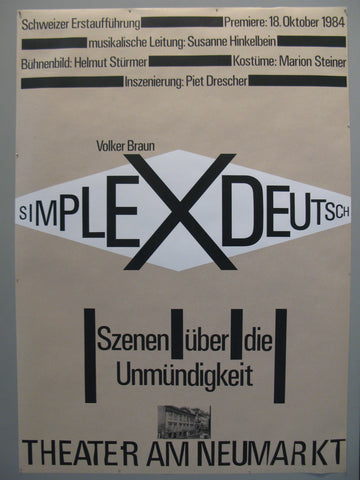 Schweizer Erstaufführung Premiere: 18. Oktober 1984
musikalische Leitung: Susanne Hinkelbein
Bühnenbild: Helmut Stürmer Kostüme: Marion Steiner
Inszenierung: Piet Drescher
Volker Braun
SIMPLEXDEUTSCH
Szenen über die
Unmündigkeit
THEATER AM NEUMARKT